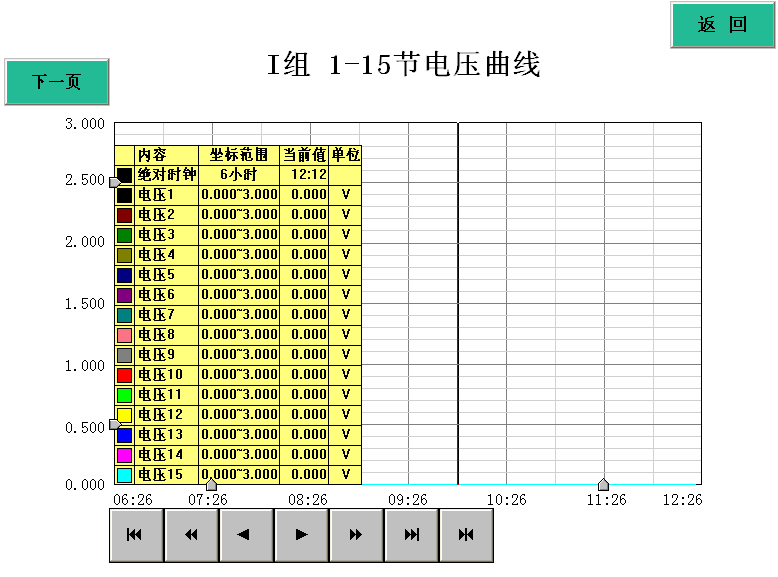 返 回
I组 1-15节电压曲线
下一页
3.000
2.500
2.000
1.500
1.000
0.500
0.000
内容 坐标范围 当前值 单位
绝对时钟 6小时 12:12
电压1 0.000~3.000 0.000 V
电压2 0.000~3.000 0.000 V
电压3 0.000~3.000 0.000 V
电压4 0.000~3.000 0.000 V
电压5 0.000~3.000 0.000 V
电压6 0.000~3.000 0.000 V
电压7 0.000~3.000 0.000 V
电压8 0.000~3.000 0.000 V
电压9 0.000~3.000 0.000 V
电压10 0.000~3.000 0.000 V
电压11 0.000~3.000 0.000 V
电压12 0.000~3.000 0.000 V
电压13 0.000~3.000 0.000 V
电压14 0.000~3.000 0.000 V
电压15 0.000~3.000 0.000 V
06:26 07:26 08:26 09:26 10:26 11:26 12:26